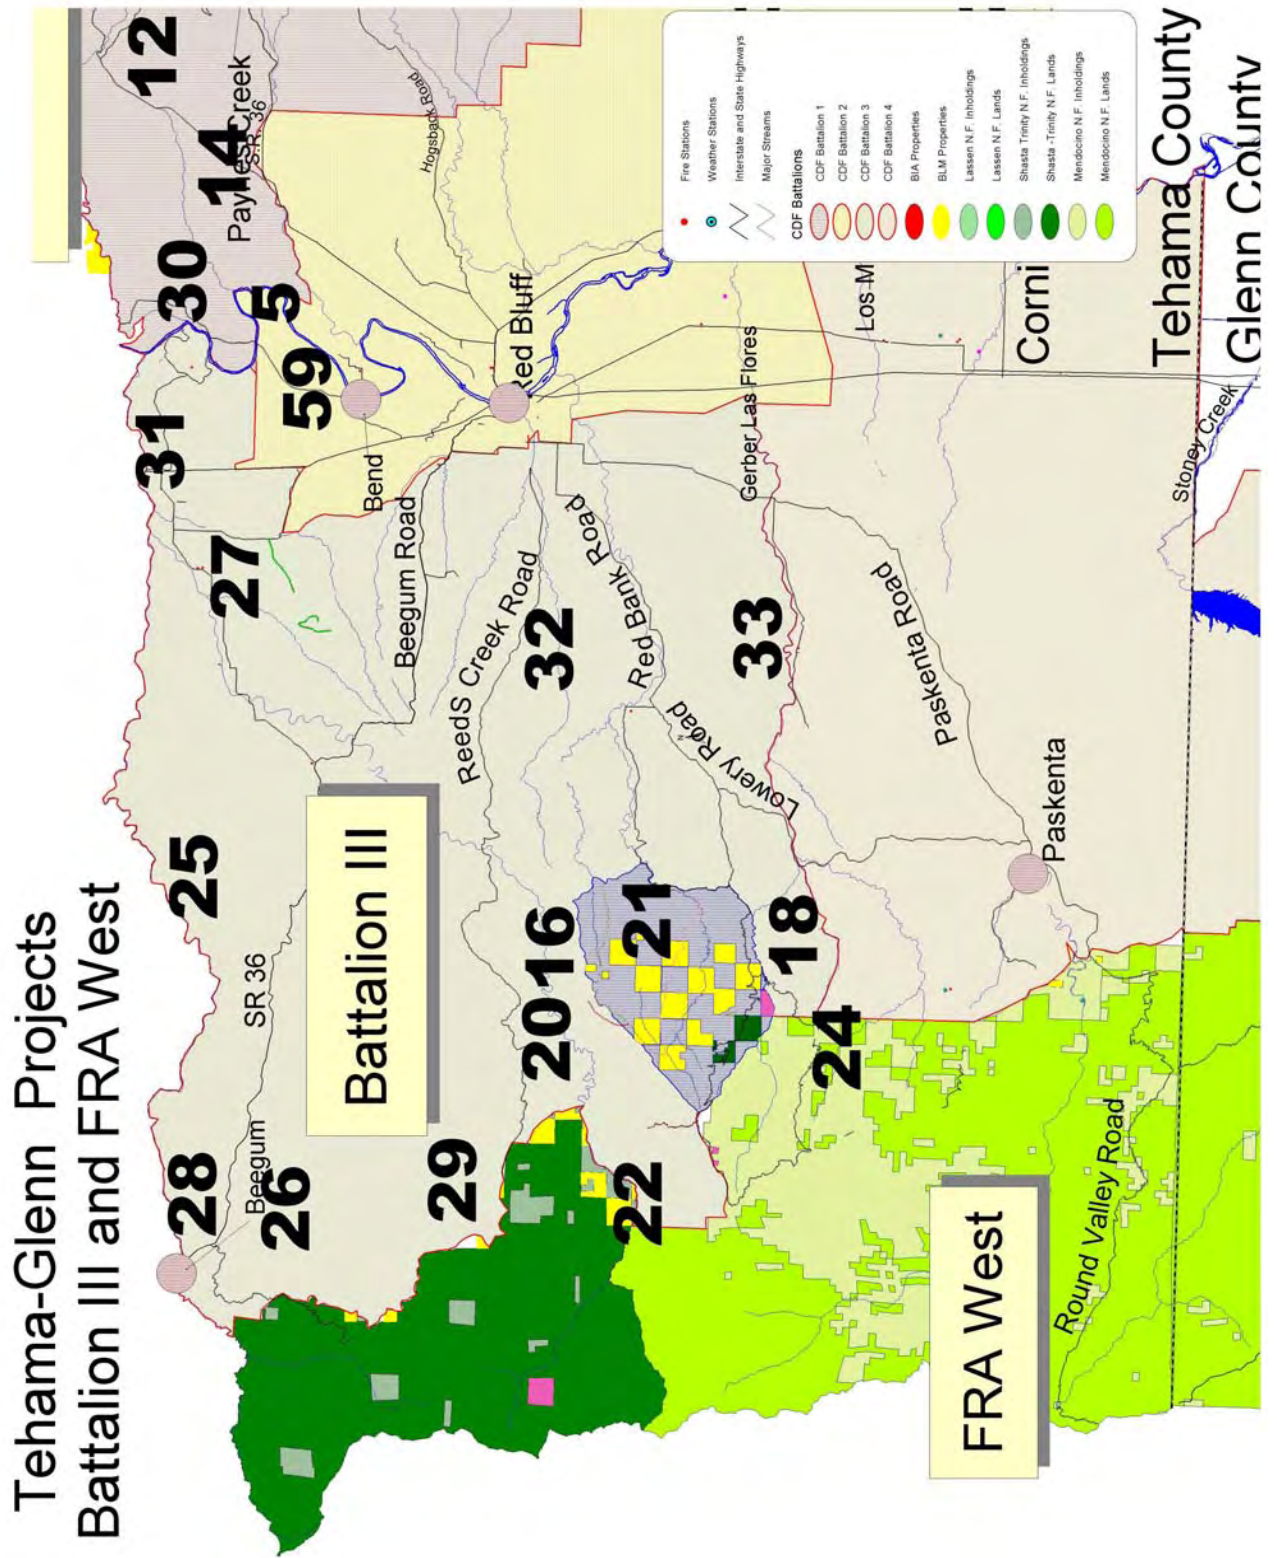 Tehama-Glenn Projects
Battalion III and FRA West
28
25
27
31
30
12
Beegum
26
SR 36
14
Paynes Creek
S.R. 36
5
59
Bend
Battalion III
Beegum Road
Hogsback Road
29
ReedS Creek Road
Red Bluff
20
16
32
Red Bank Road
22
21
Lowery Road
33
Gerber Las Flores
18
24
Los M
Paskenta Road
FRA West
Paskenta
Corni
Round Valley Road
Stoney Creek
Tehama County
Glenn County
Fire Stations
Weather Stations
Interstate and State Highways
Major Streams
CDF Battalions
CDF Battalion 1
CDF Battalion 2
CDF Battalion 3
CDF Battalion 4
BIA Properties
BLM Properties
Lassen N.F. Inholdings
Lassen N.F. Lands
Shasta Trinity N.F. Inholdings
Shasta -Trinity N.F. Lands
Mendocino N.F. Inholdings
Mendocino N.F. Lands